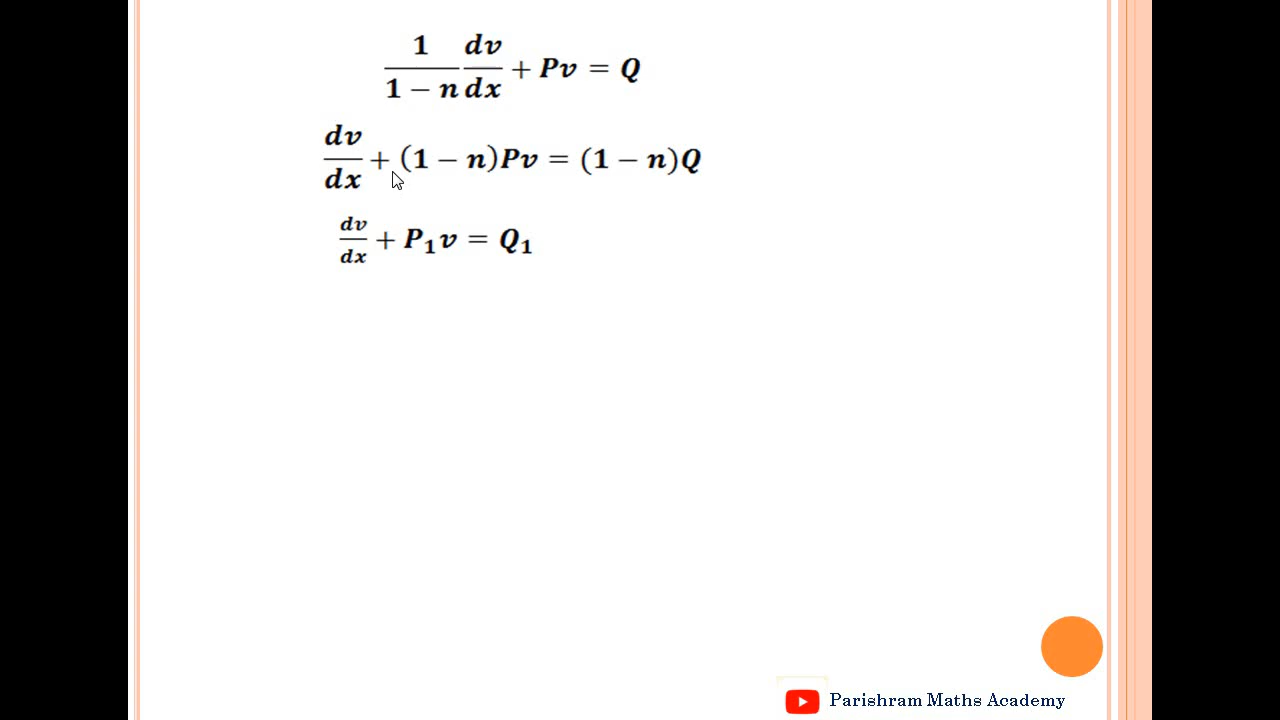 1/(1 − n) dv/dx + Pv = Q
dv/dx + (1 − n)Pv = (1 − n)Q
dv/dx + P₁v = Q₁
Parishram Maths Academy